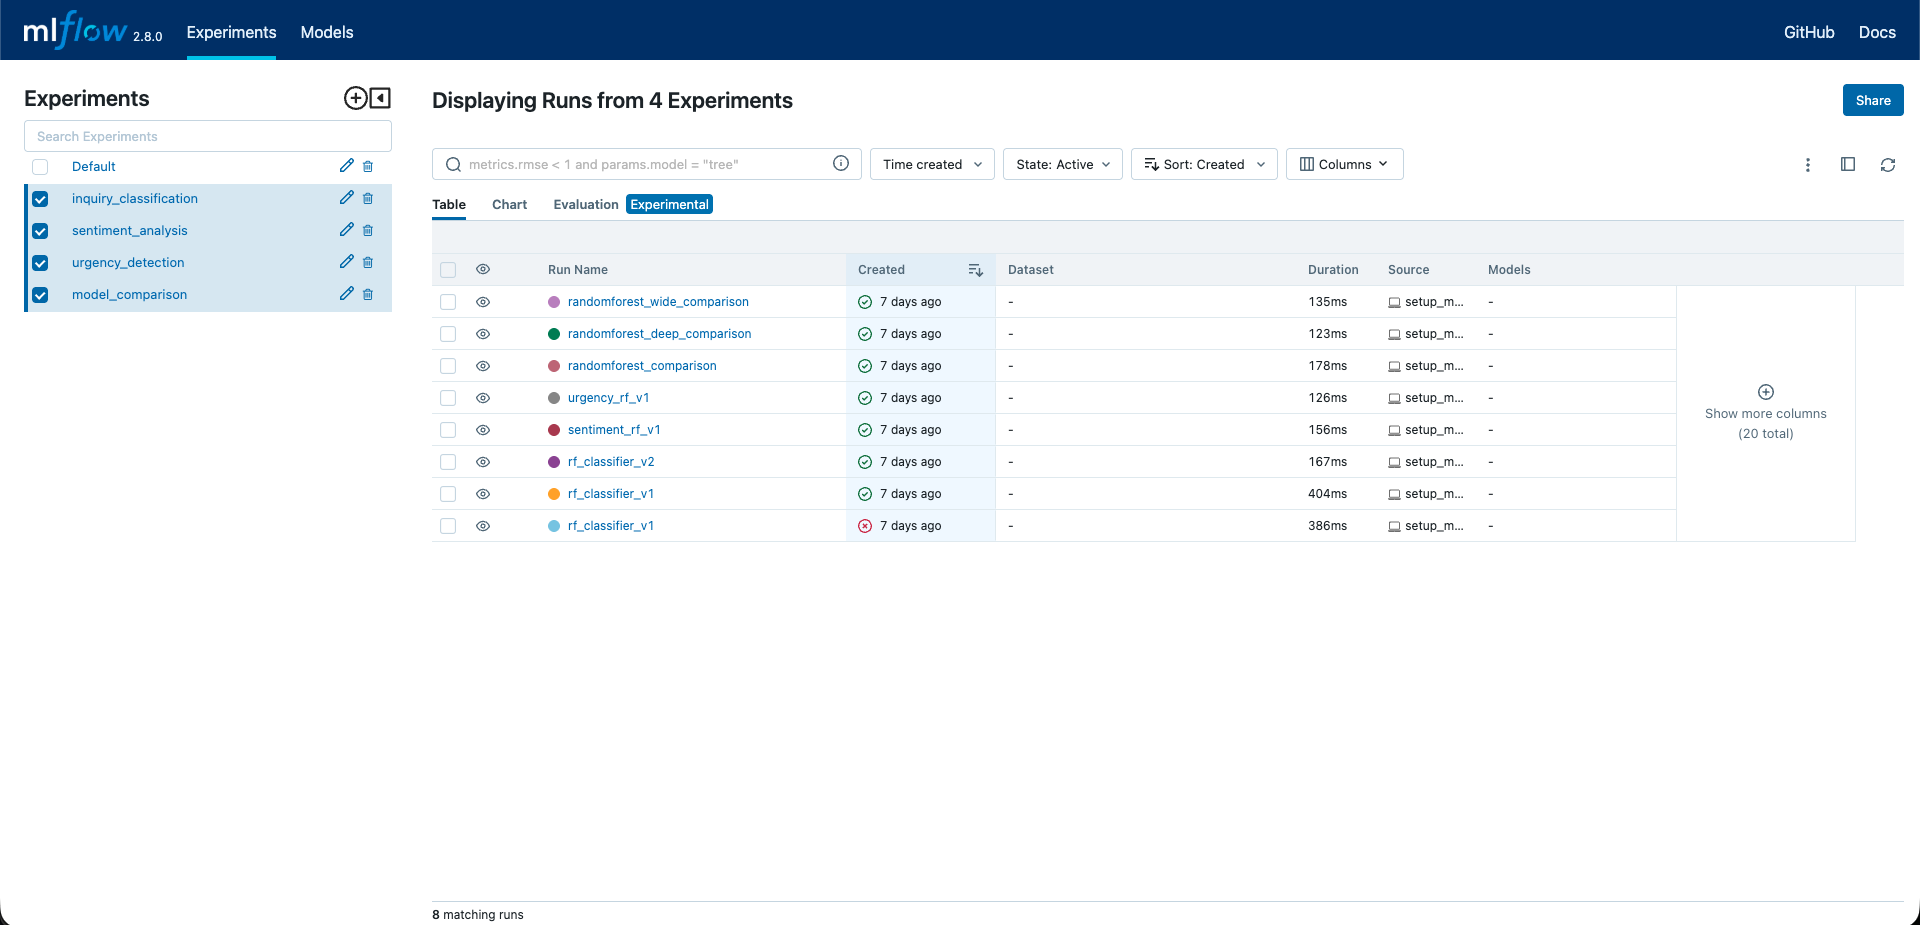 mlflow 2.8.0 Experiments Models GitHub Docs
Experiments
Search Experiments
Default
inquiry_classification
sentiment_analysis
urgency_detection
model_comparison
Displaying Runs from 4 Experiments
Share
metrics.rmse < 1 and params.model = "tree"
Time created
State: Active
Sort: Created
Columns
Table Chart Evaluation Experimental
Run Name Created Dataset Duration Source Models
randomforest_wide_comparison 7 days ago - 135ms setup_m... -
randomforest_deep_comparison 7 days ago - 123ms setup_m... -
randomforest_comparison 7 days ago - 178ms setup_m... -
urgency_rf_v1 7 days ago - 126ms setup_m... -
sentiment_rf_v1 7 days ago - 156ms setup_m... -
rf_classifier_v2 7 days ago - 167ms setup_m... -
rf_classifier_v1 7 days ago - 404ms setup_m... -
rf_classifier_v1 7 days ago - 386ms setup_m... -
Show more columns
(20 total)
8 matching runs